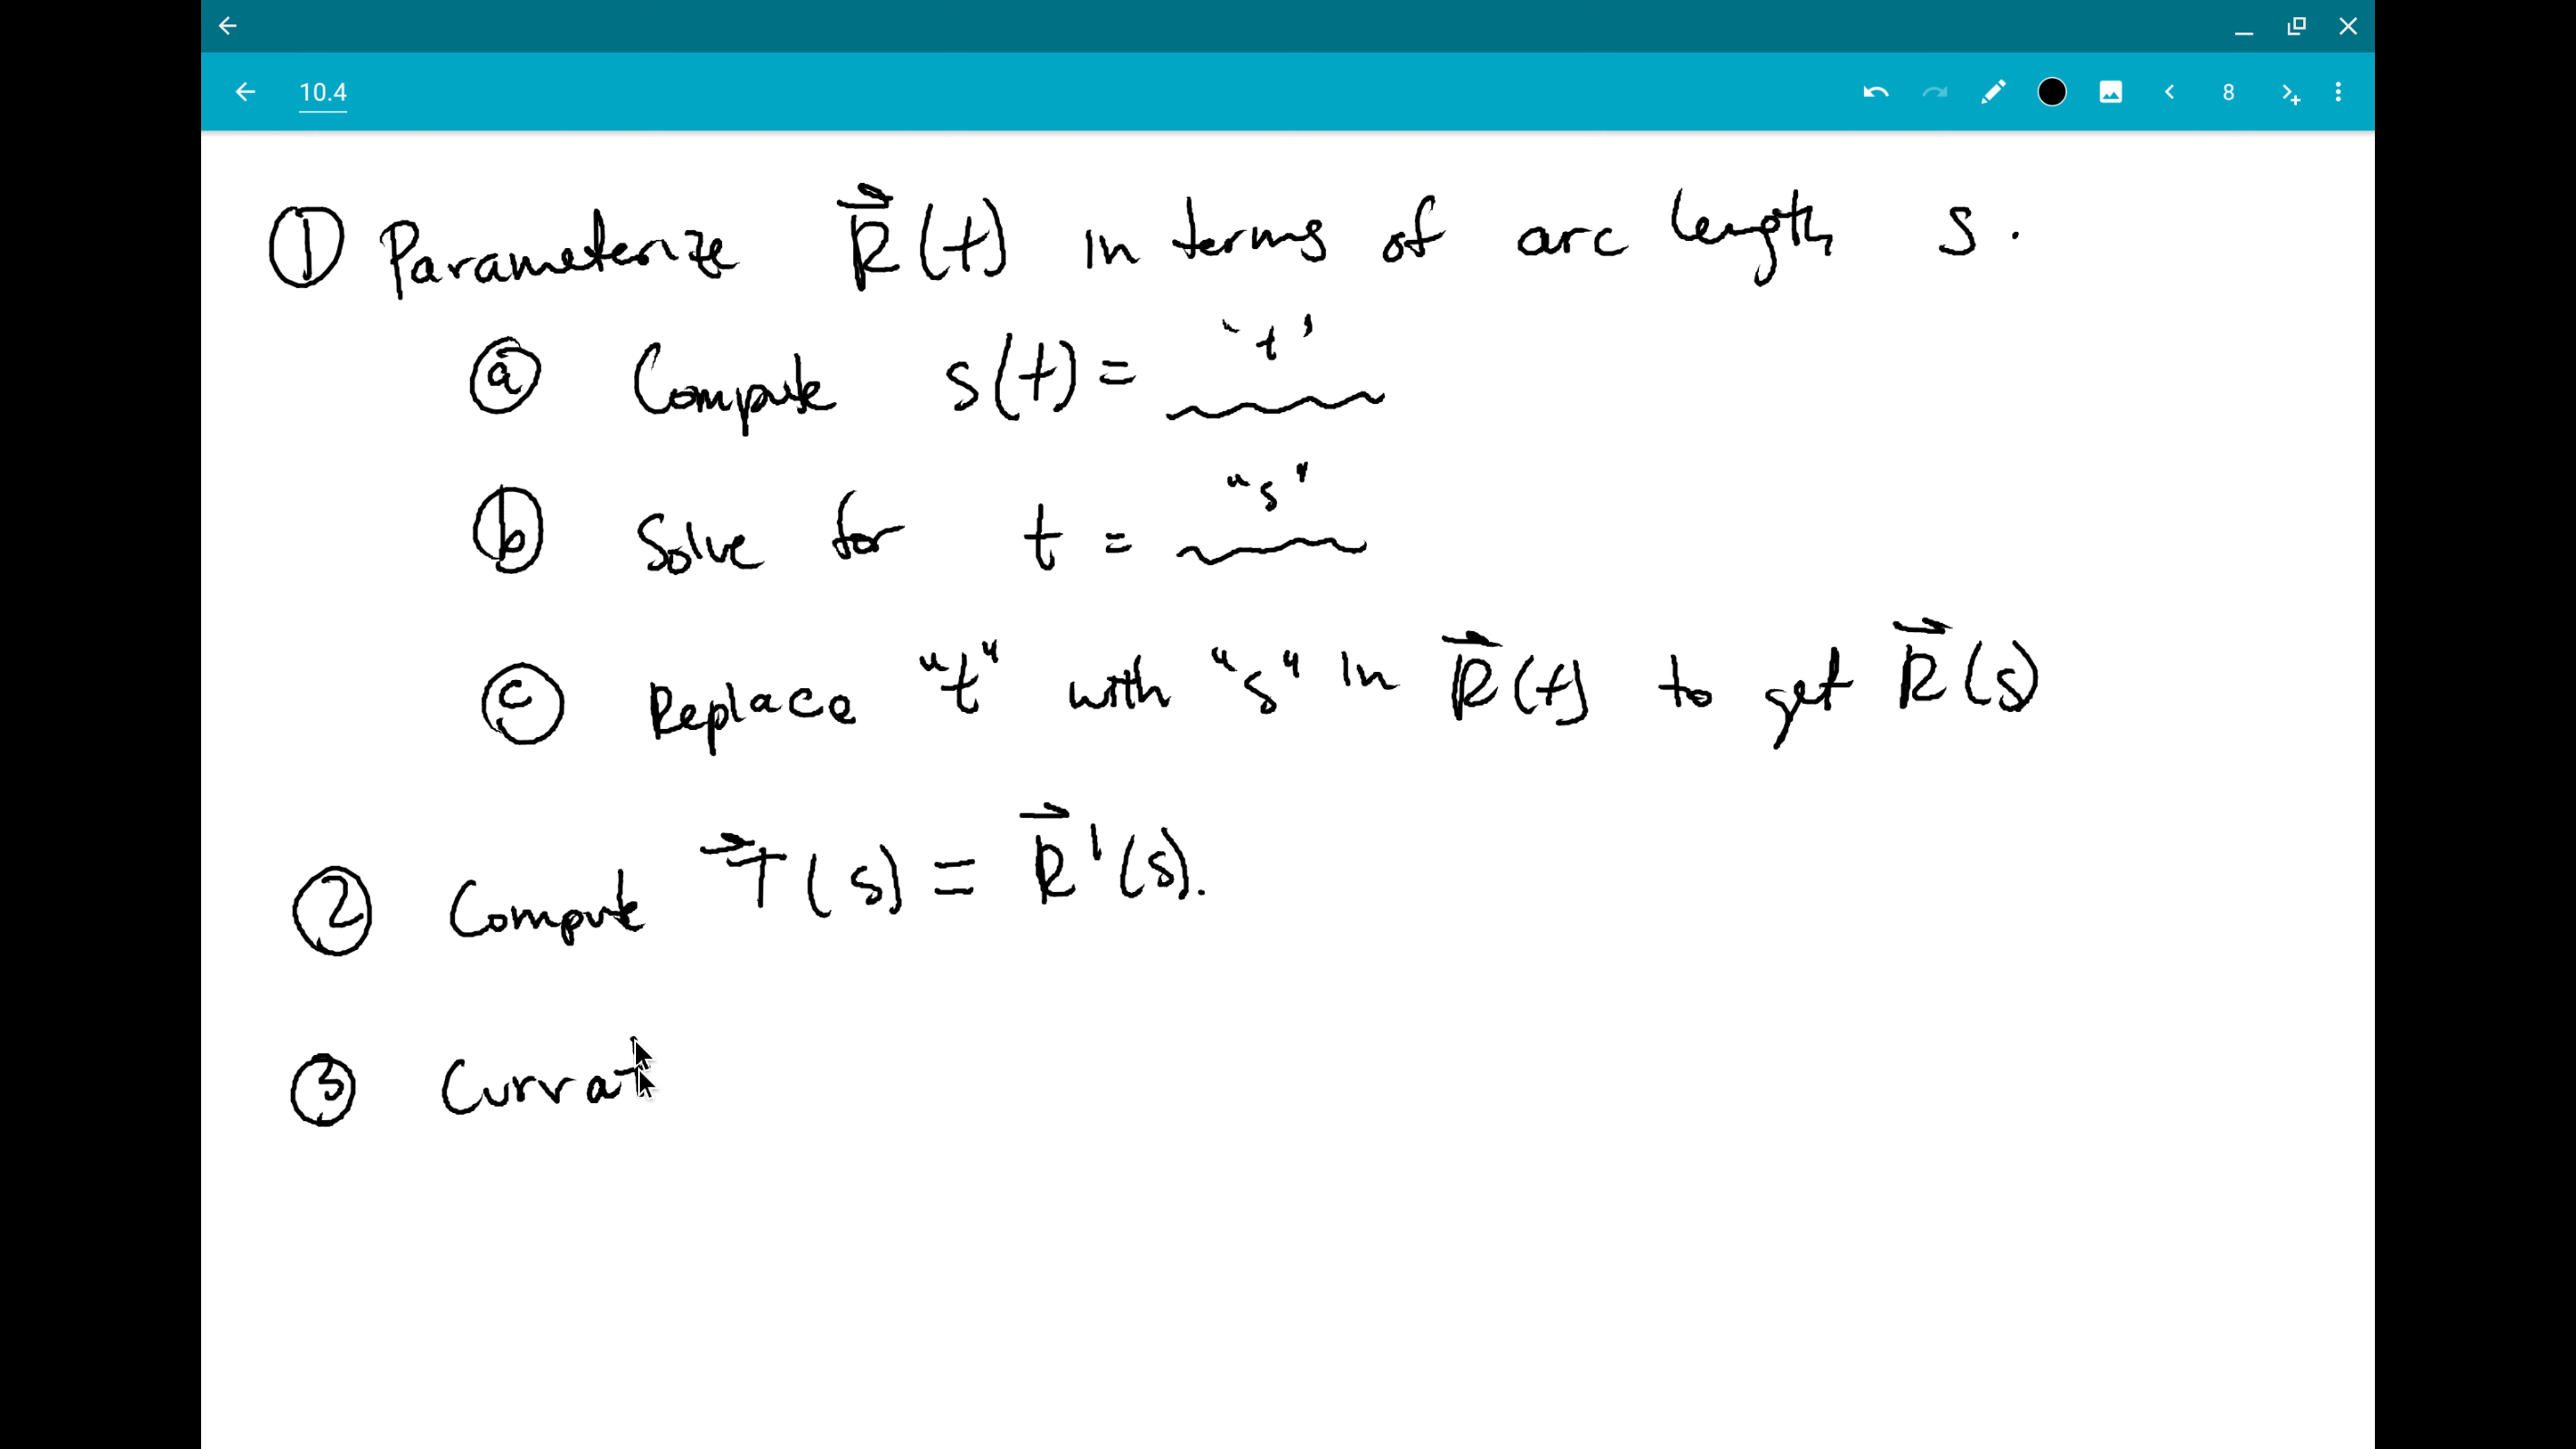 10.4
8
① Parameterize R⃗(t) in terms of arc length s.
ⓐ Compute s(t) = "t"
ⓑ Solve for t = "s"
ⓒ Replace "t" with "s" in R⃗(t) to get R⃗(s)
② Compute T⃗(s) = R⃗'(s).
③ Curvat